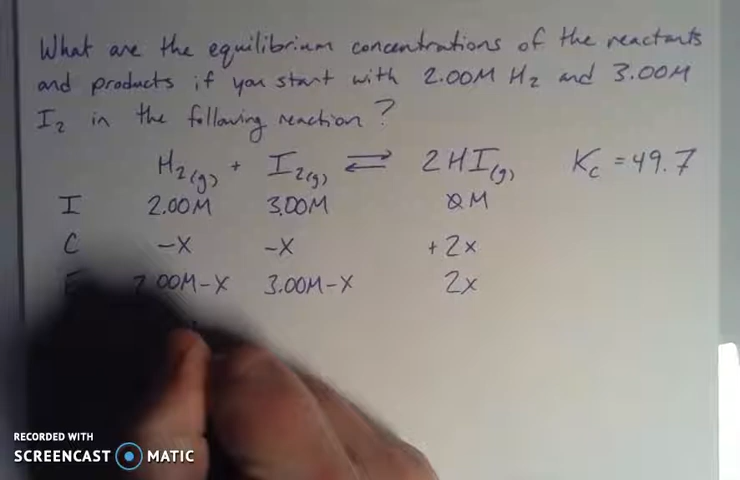 What are the equilibrium concentrations of the reactants
and products if you start with 2.00M H₂ and 3.00M
I₂ in the following reaction?
H₂(g) + I₂(g) ⇌ 2HI(g) Kc = 49.7
I 2.00M 3.00M 0M
C -x -x +2x
E 2.00M-x 3.00M-x 2x
RECORDED WITH
SCREENCAST MATIC